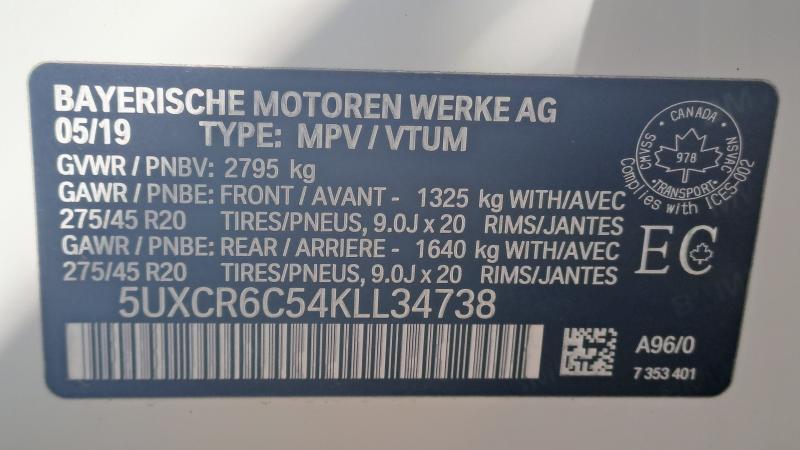 BAYERISCHE MOTOREN WERKE AG
05/19 TYPE: MPV / VTUM
GVWR / PNBV: 2795 kg
GAWR / PNBE: FRONT / AVANT - 1325 kg WITH/AVEC
275/45 R20 TIRES/PNEUS, 9.0J x 20 RIMS/JANTES
GAWR / PNBE: REAR / ARRIERE - 1640 kg WITH/AVEC
275/45 R20 TIRES/PNEUS, 9.0J x 20 RIMS/JANTES
5UXCR6C54KLL34738
CANADA
CMVSS
NSVAC
978
TRANSPORT
Complies with ICES-002
EC
A96/0
7 353 401